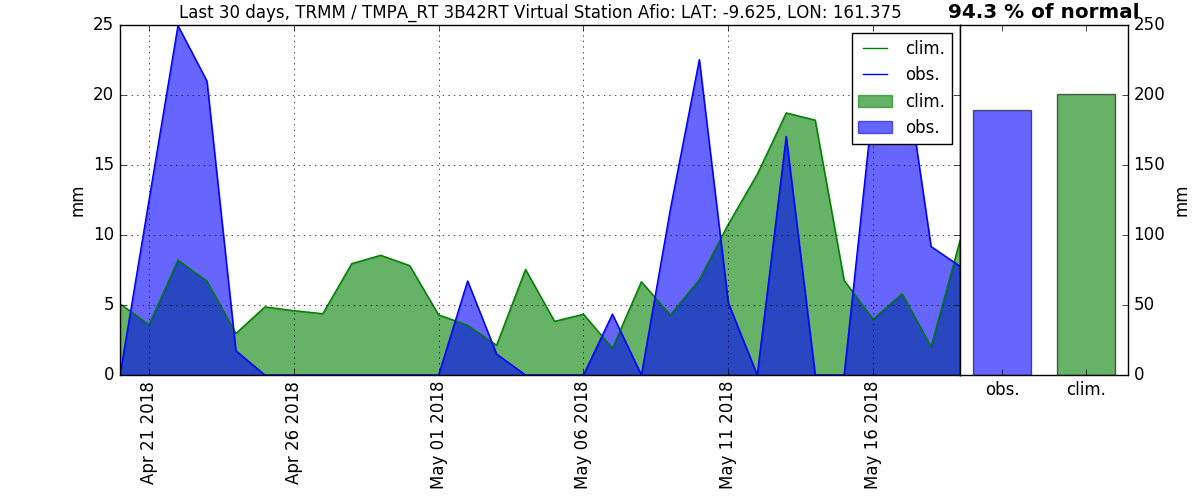 Last 30 days, TRMM / TMPA_RT 3B42RT Virtual Station Afio: LAT: -9.625, LON: 161.375
94.3 % of normal
25
20
15
10
5
0
mm
clim.
obs.
clim.
obs.
250
200
150
100
50
0
mm
obs.
clim.
Apr 21 2018
Apr 26 2018
May 01 2018
May 06 2018
May 11 2018
May 16 2018